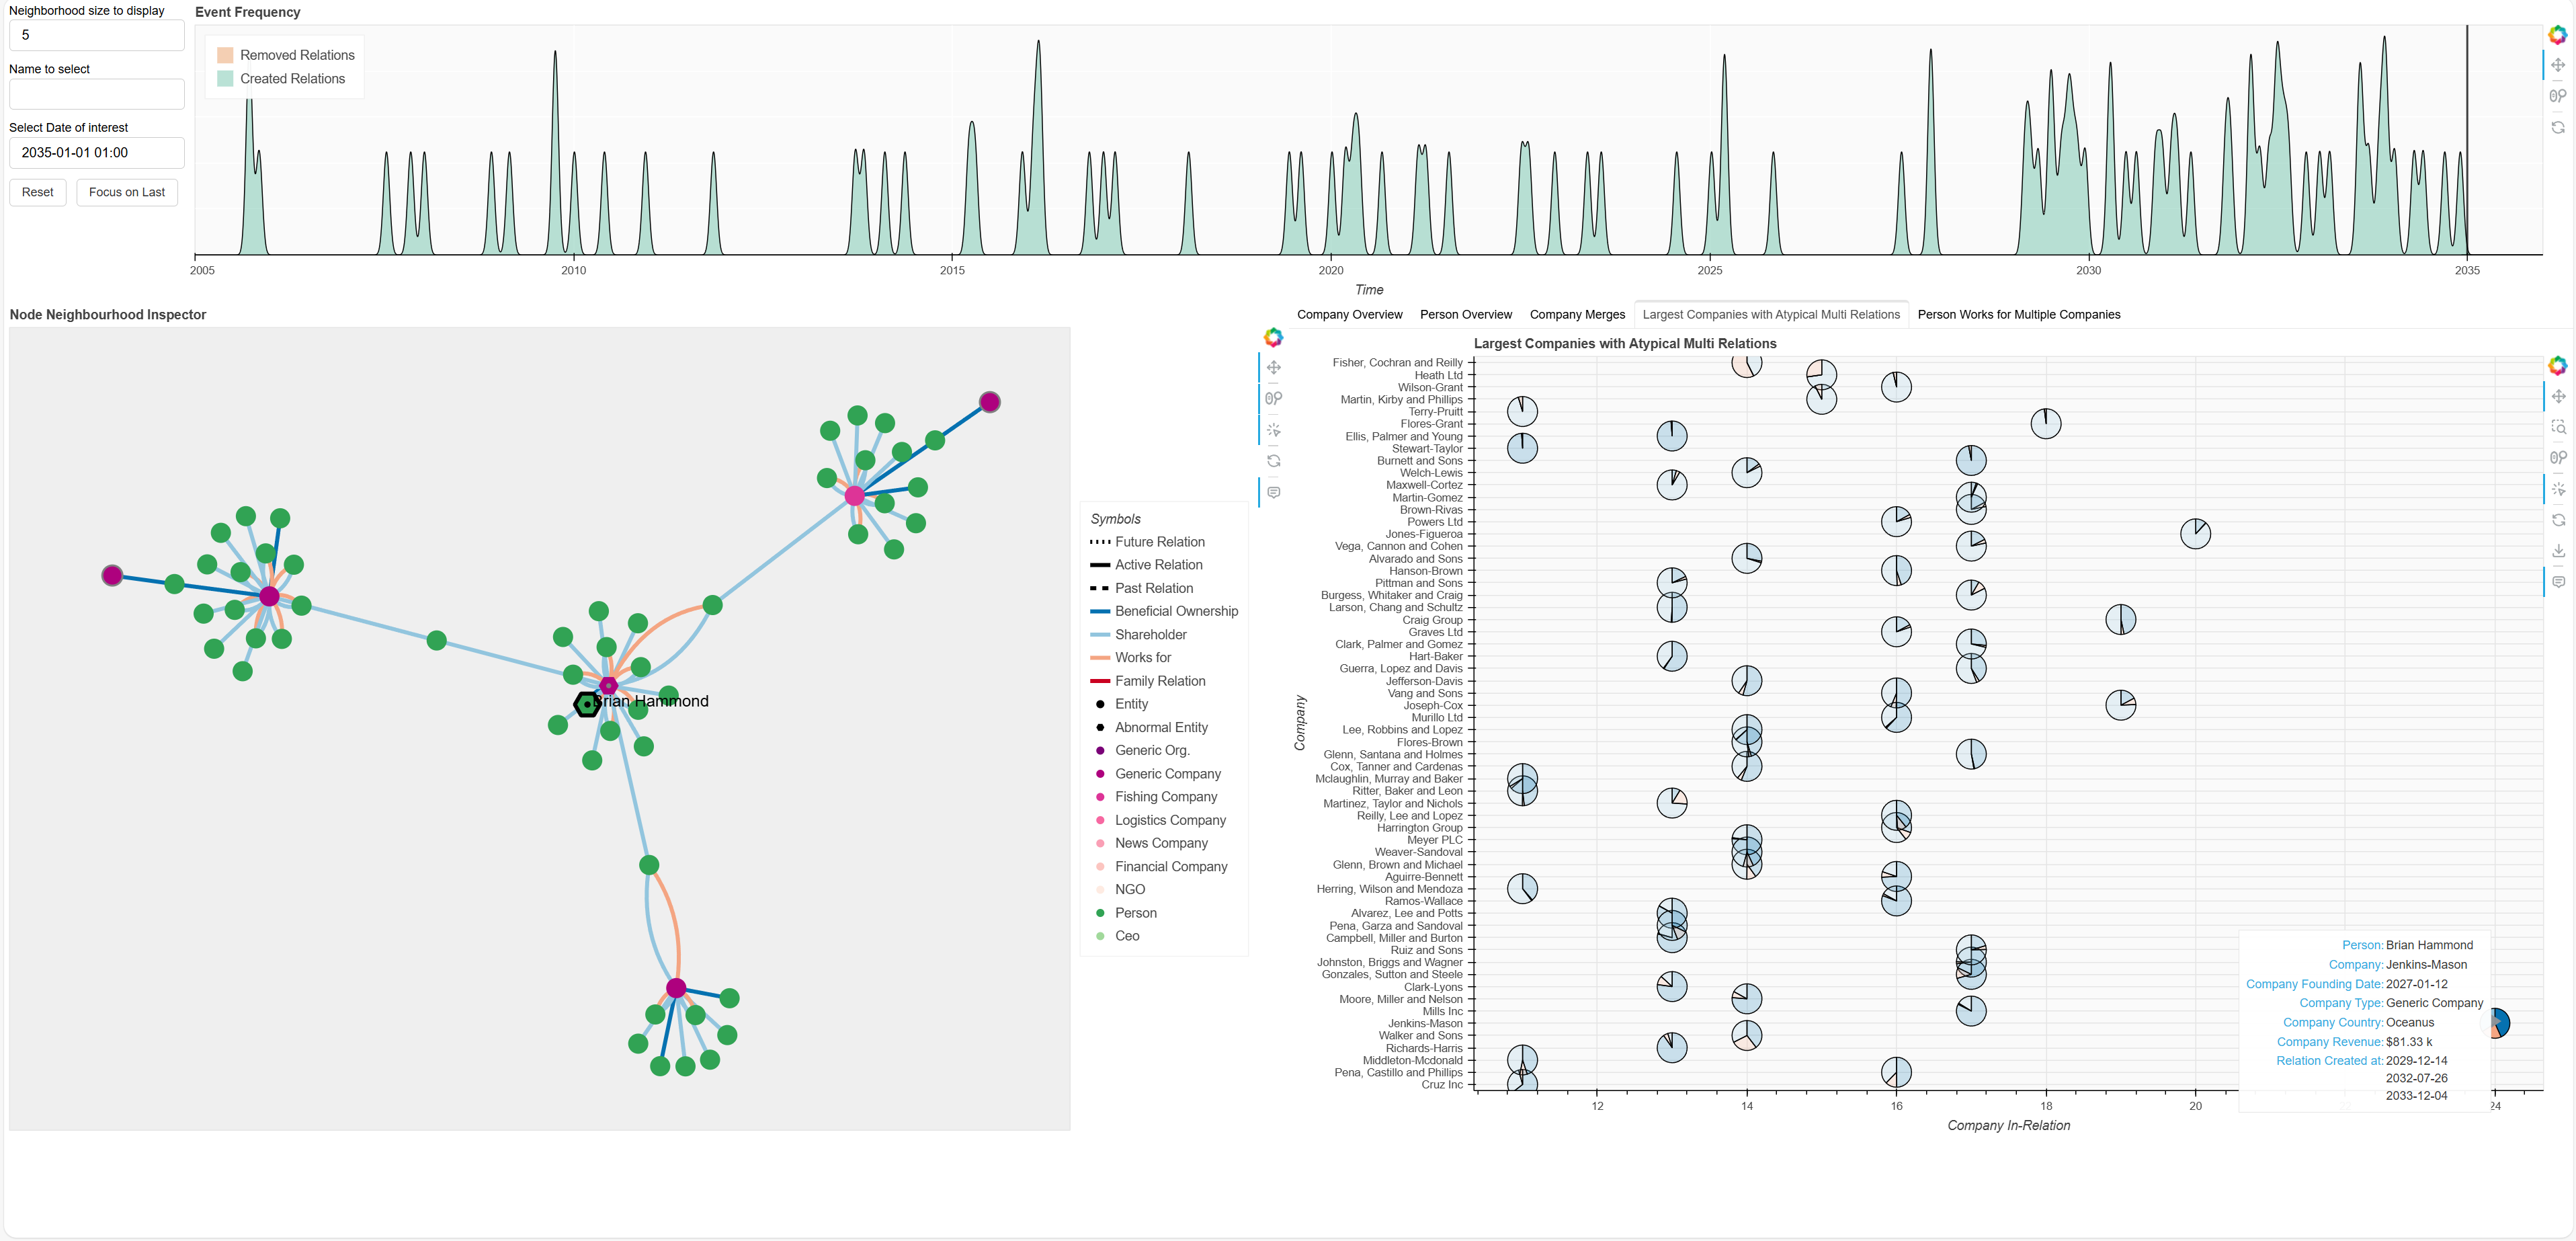 Neighborhood size to display
5
Name to select
Select Date of interest
2035-01-01 01:00
Reset
Focus on Last
Event Frequency
Removed Relations
Created Relations
2005
2010
2015
2020
2025
2030
2035
Time
Node Neighbourhood Inspector
Brian Hammond
Symbols
Future Relation
Active Relation
Past Relation
Beneficial Ownership
Shareholder
Works for
Family Relation
Entity
Abnormal Entity
Generic Org.
Generic Company
Fishing Company
Logistics Company
News Company
Financial Company
NGO
Person
Ceo
Company Overview
Person Overview
Company Merges
Largest Companies with Atypical Multi Relations
Person Works for Multiple Companies
Largest Companies with Atypical Multi Relations
Company
Fisher, Cochran and Reilly
Heath Ltd
Wilson-Grant
Martin, Kirby and Phillips
Terry-Pruitt
Flores-Grant
Ellis, Palmer and Young
Stewart-Taylor
Burnett and Sons
Welch-Lewis
Maxwell-Cortez
Martin-Gomez
Brown-Rivas
Powers Ltd
Jones-Figueroa
Vega, Cannon and Cohen
Alvarado and Sons
Hanson-Brown
Pittman and Sons
Burgess, Whitaker and Craig
Larson, Chang and Schultz
Craig Group
Graves Ltd
Clark, Palmer and Gomez
Hart-Baker
Guerra, Lopez and Davis
Jefferson-Davis
Vang and Sons
Joseph-Cox
Murillo Ltd
Lee, Robbins and Lopez
Flores-Brown
Glenn, Santana and Holmes
Cox, Tanner and Cardenas
Mclaughlin, Murray and Baker
Ritter, Baker and Leon
Martinez, Taylor and Nichols
Reilly, Lee and Lopez
Harrington Group
Meyer PLC
Weaver-Sandoval
Glenn, Brown and Michael
Aguirre-Bennett
Herring, Wilson and Mendoza
Ramos-Wallace
Alvarez, Lee and Potts
Pena, Garza and Sandoval
Campbell, Miller and Burton
Ruiz and Sons
Johnston, Briggs and Wagner
Gonzales, Sutton and Steele
Clark-Lyons
Moore, Miller and Nelson
Mills Inc
Jenkins-Mason
Walker and Sons
Richards-Harris
Middleton-Mcdonald
Pena, Castillo and Phillips
Cruz Inc
Person: Brian Hammond
Company: Jenkins-Mason
Company Founding Date: 2027-01-12
Company Type: Generic Company
Company Country: Oceanus
Company Revenue: $81.33 k
Relation Created at: 2029-12-14
2032-07-26
2033-12-04
12
14
16
18
20
24
Company In-Relation